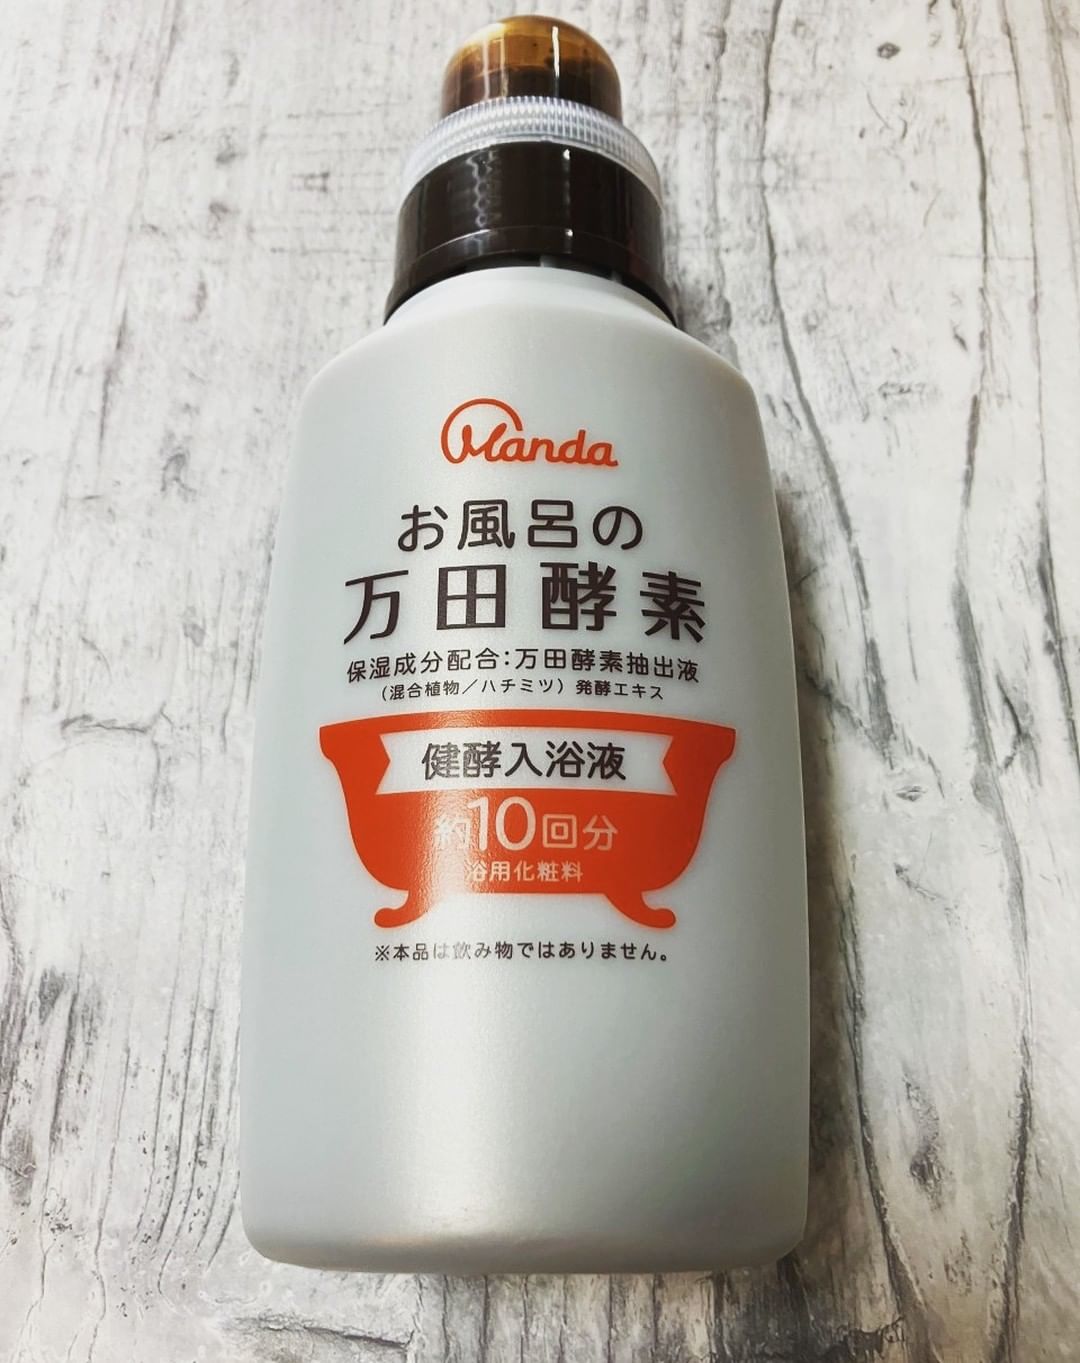 Manda
お風呂の
万田酵素
保湿成分配合:万田酵素抽出液
(混合植物/ハチミツ)発酵エキス
健酵入浴液
約10回分
浴用化粧料
※本品は飲み物ではありません。